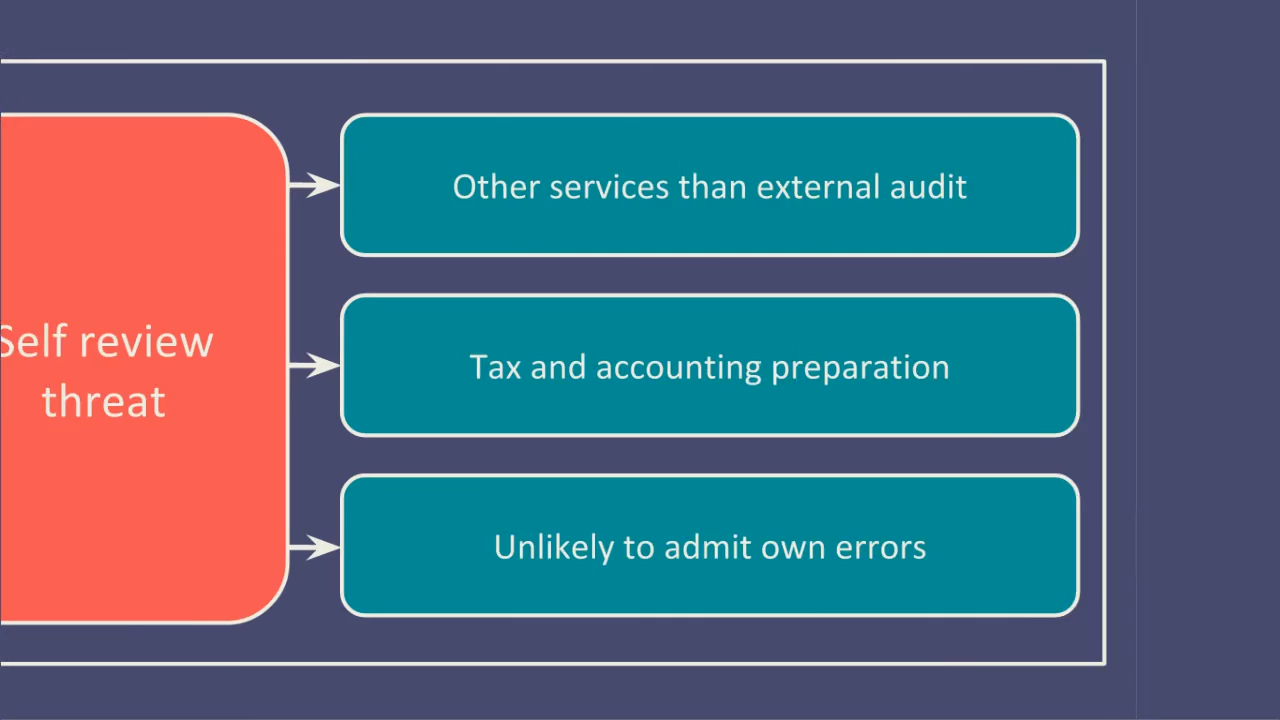 Other services than external audit
Self review
threat
Tax and accounting preparation
Unlikely to admit own errors